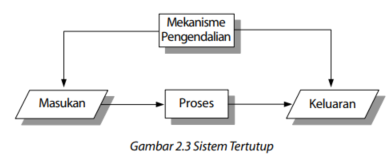 Mekanisme
Pengendalian
Masukan
Proses
Keluaran
Gambar 2.3 Sistem Tertutup